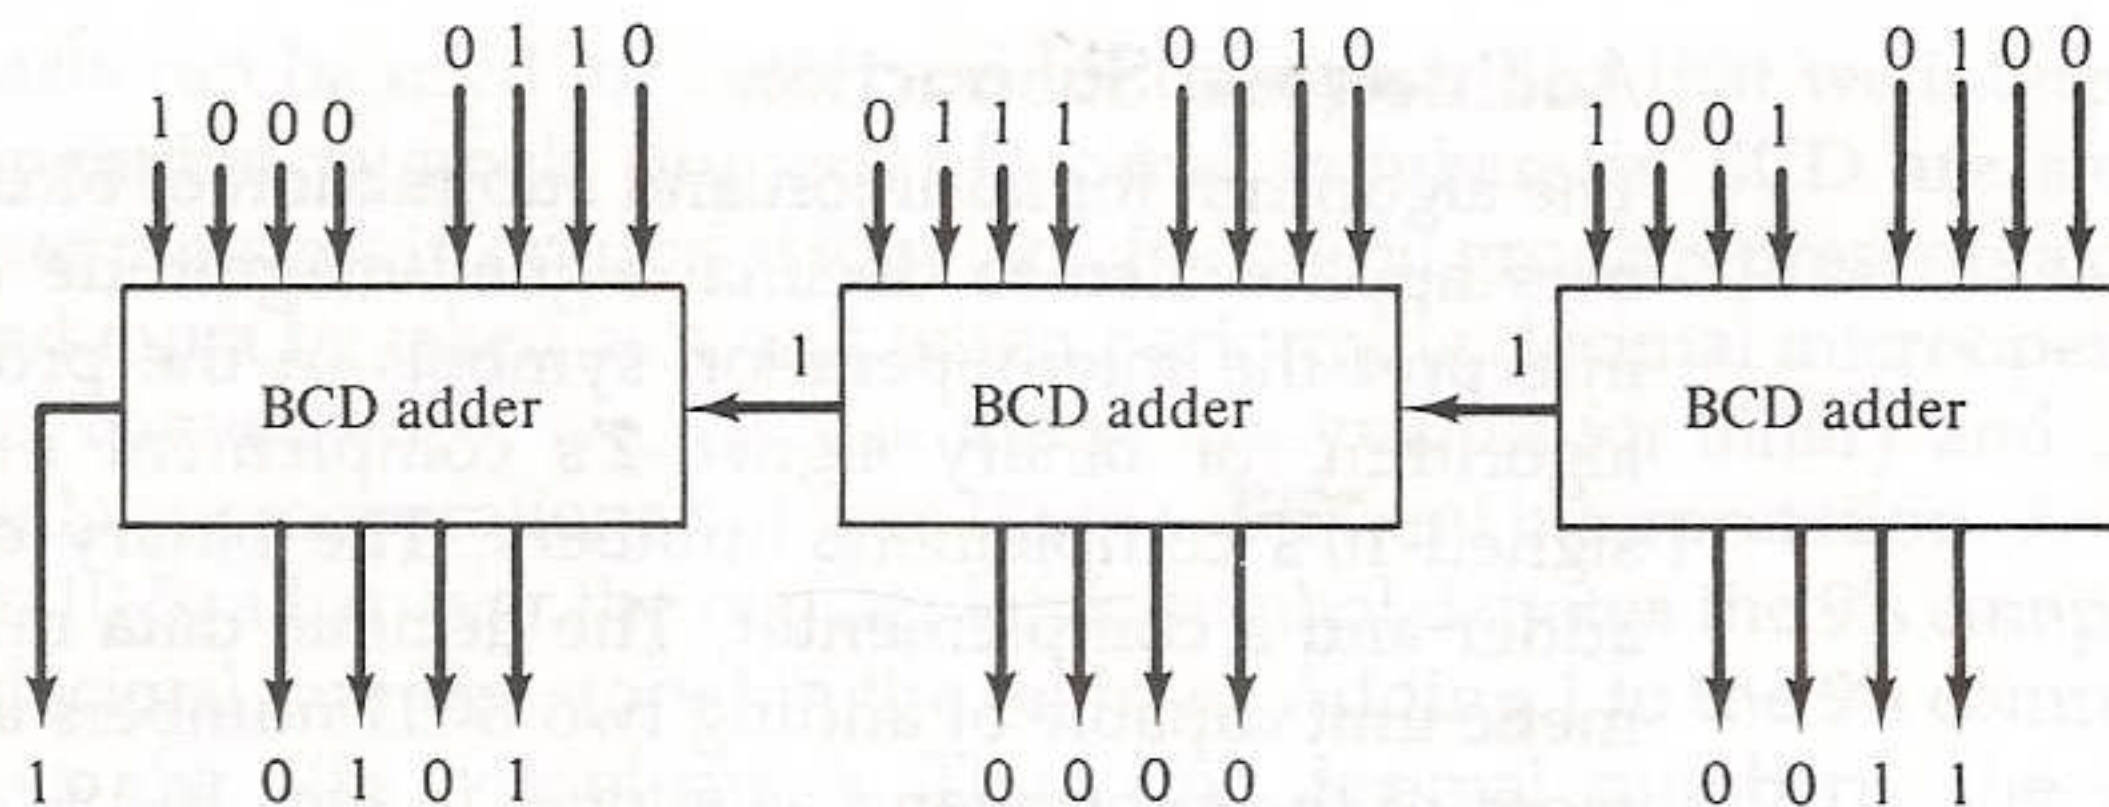 0 1 1 0 0 0 1 0 0 1 0 0
1 0 0 0 0 1 1 1 1 0 0 1
1 1
BCD adder BCD adder BCD adder
1 0 1 0 1 0 0 0 0 0 0 1 1